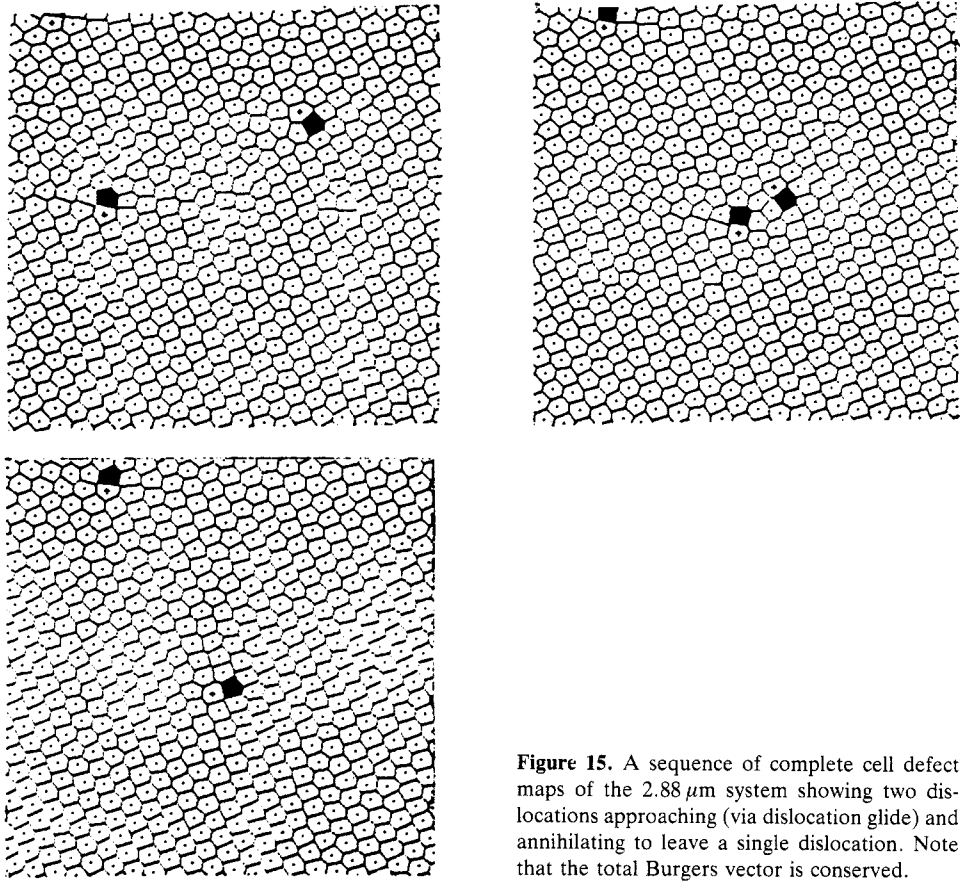 Figure 15. A sequence of complete cell defect
maps of the 2.88 μm system showing two dis-
locations approaching (via dislocation glide) and
annihilating to leave a single dislocation. Note
that the total Burgers vector is conserved.